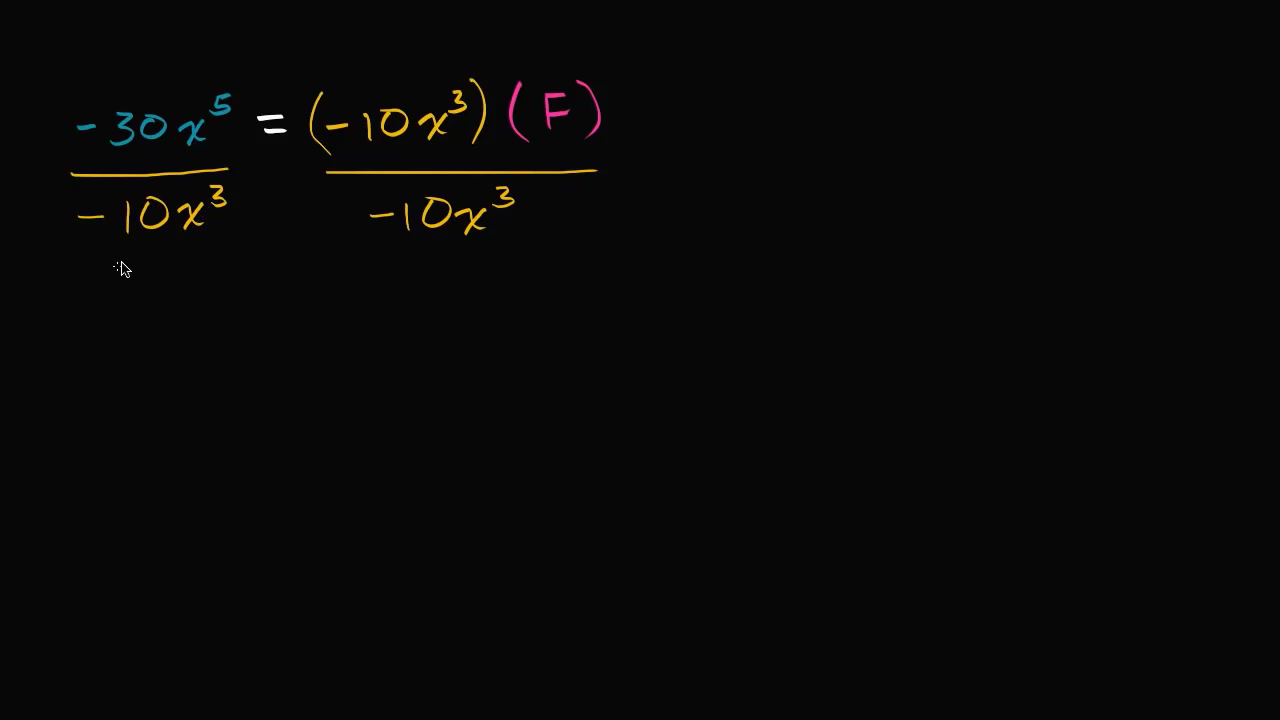 -30x⁵ = (-10x³) (F)
-10x³ -10x³